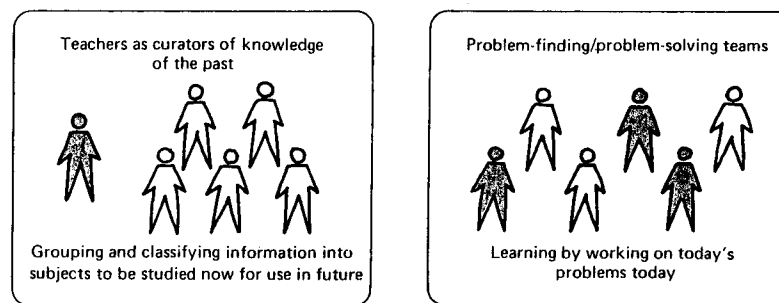 Teachers as curators of knowledge
of the past
Grouping and classifying information into
subjects to be studied now for use in future
Problem-finding/problem-solving teams
Learning by working on today's
problems today